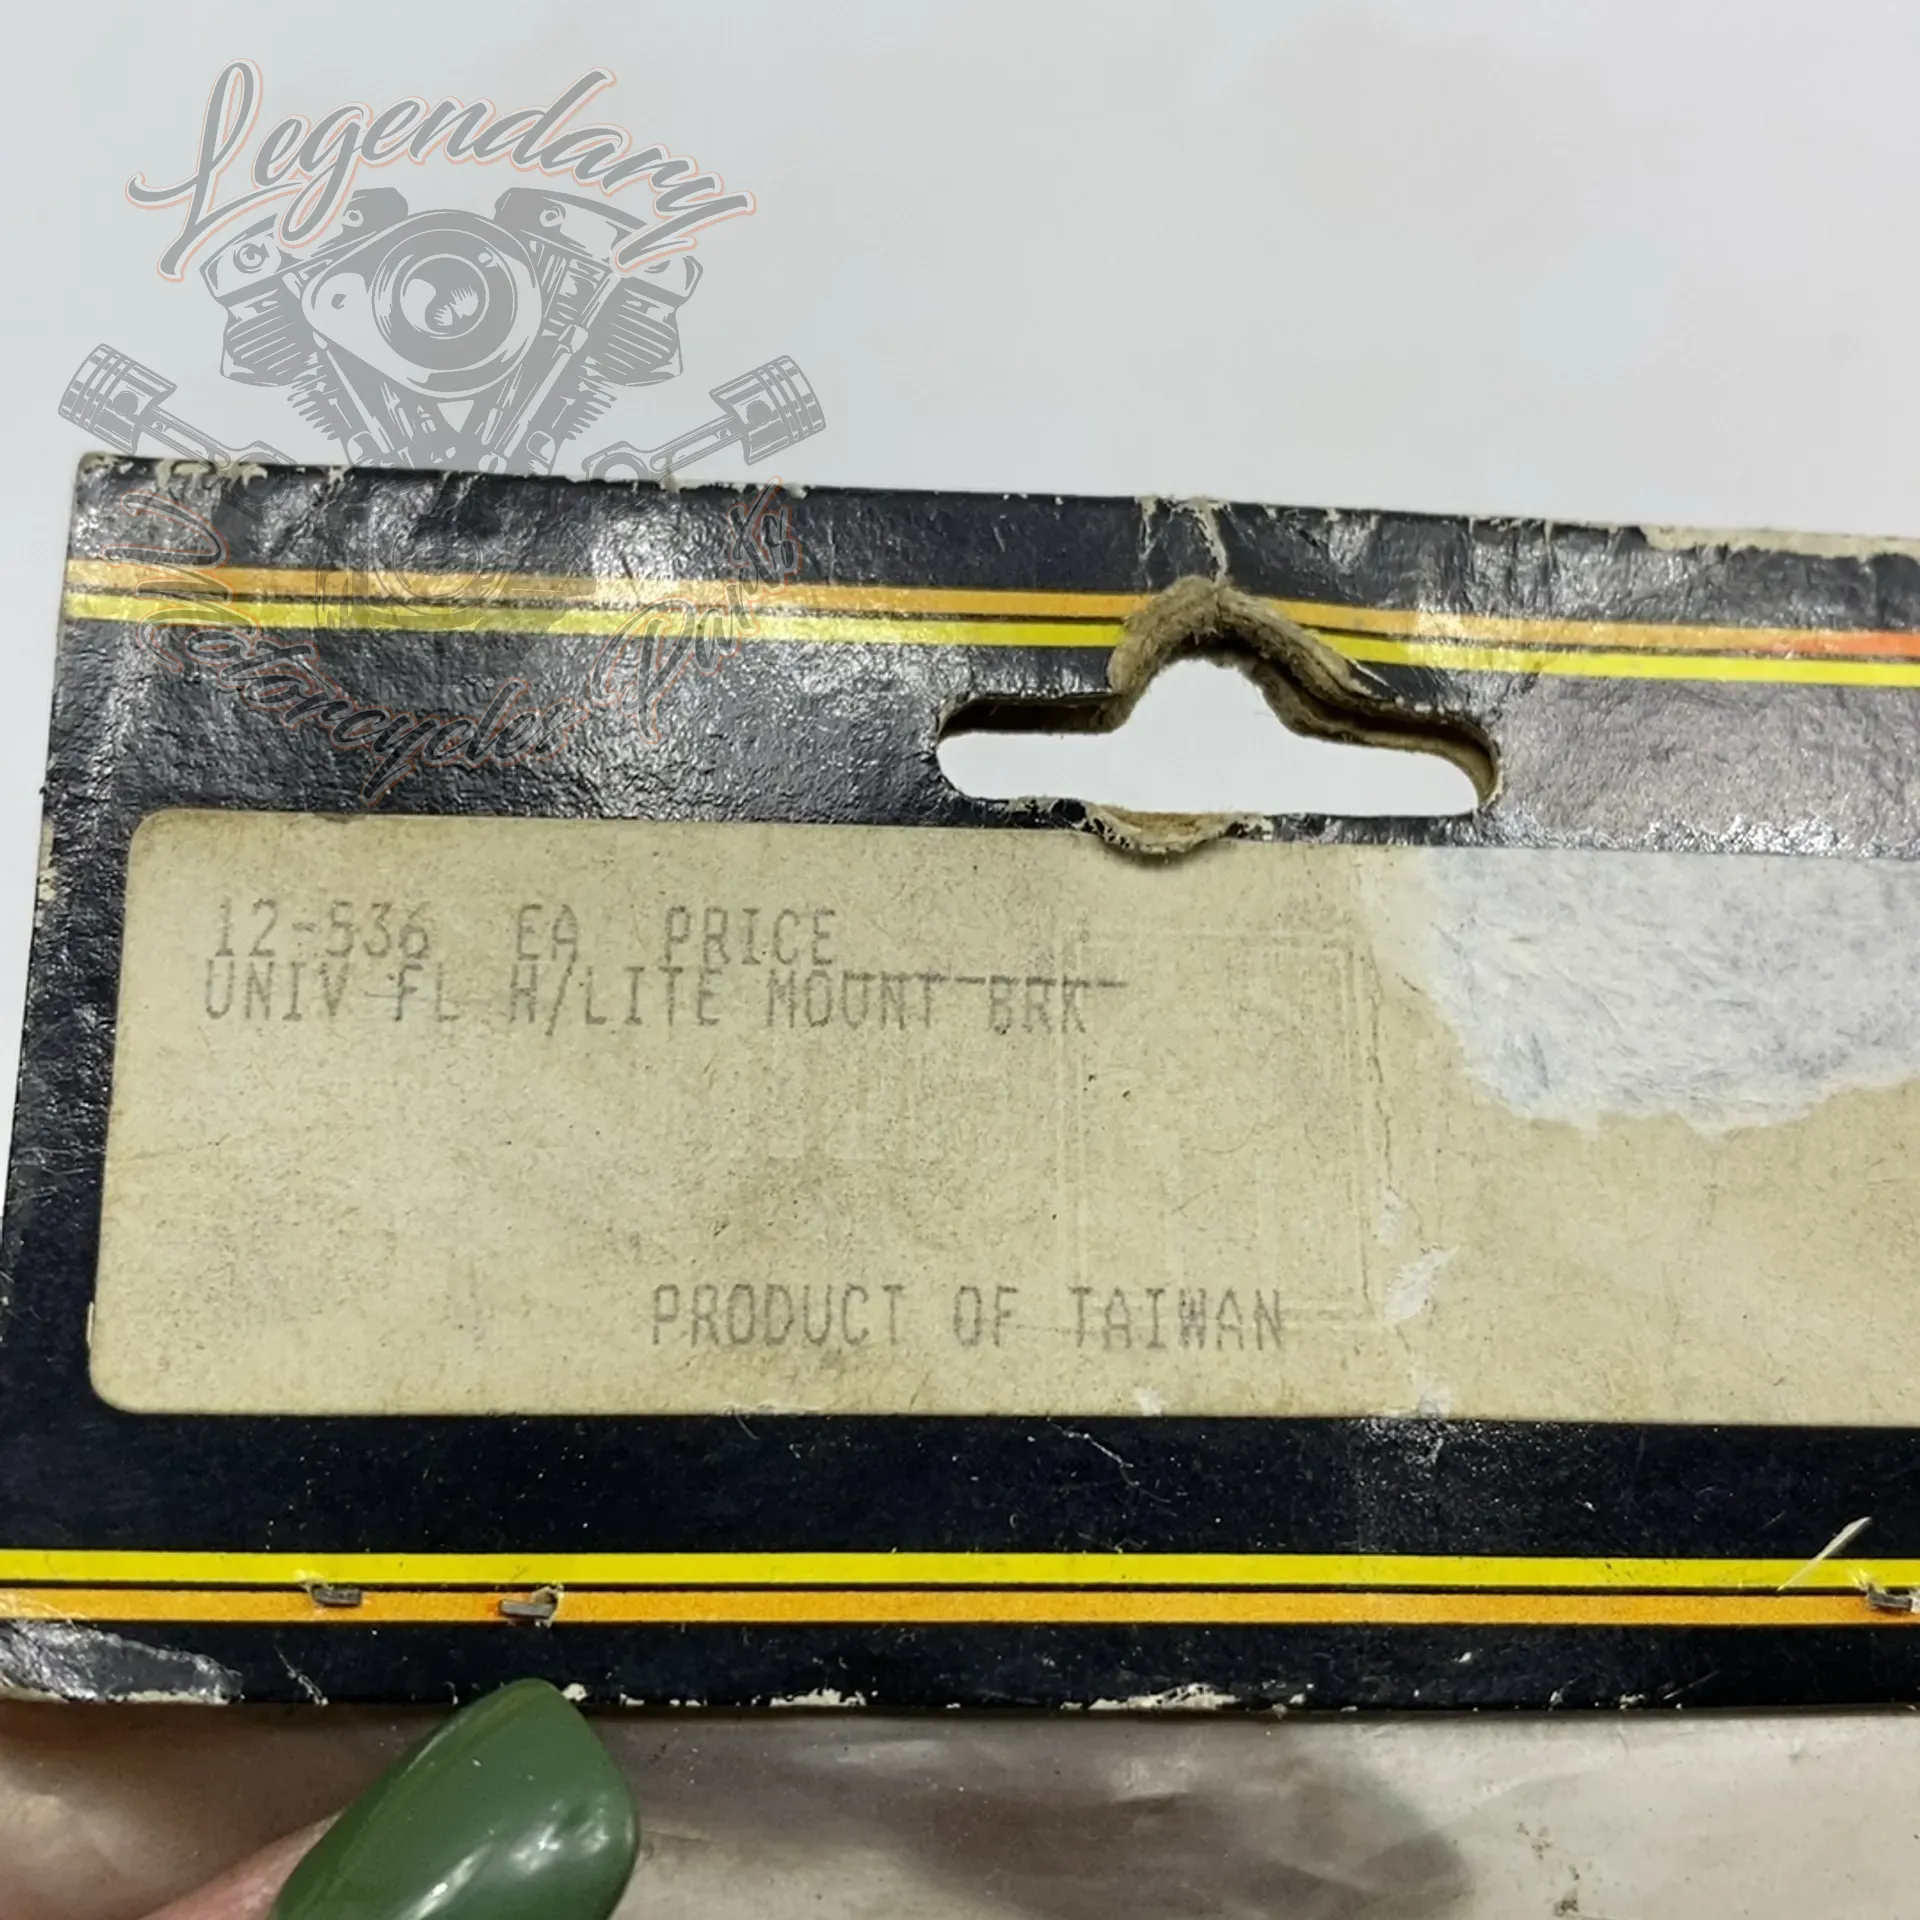 Legendary
Motorcycles Parts
12-536 EA PRICE
UNIV FL H/LITE MOUNT BRK
PRODUCT OF TAIWAN